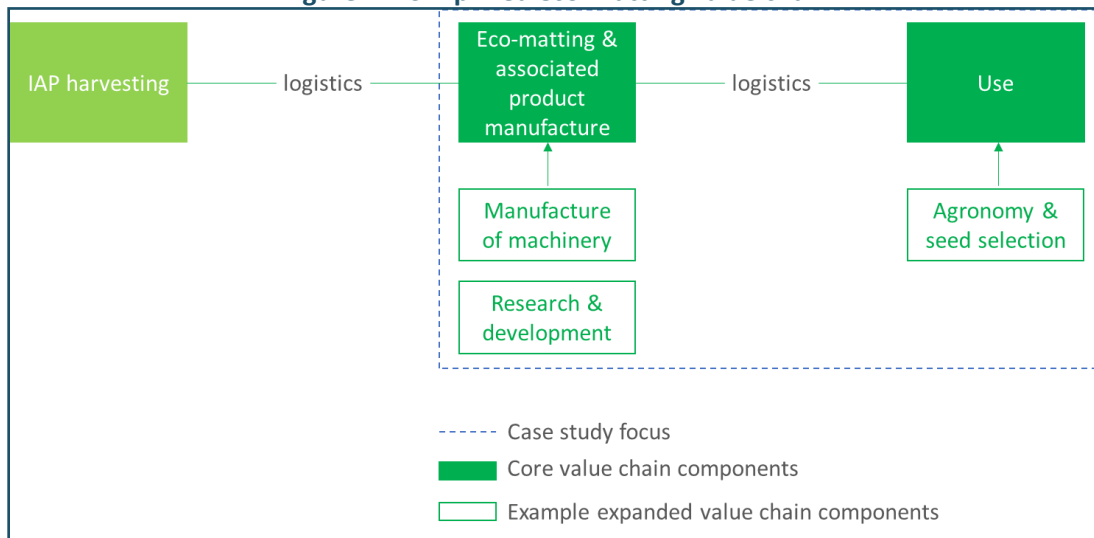 IAP harvesting
logistics
Eco-matting &
associated
product
manufacture
logistics
Use
Manufacture
of machinery
Agronomy &
seed selection
Research &
development
Case study focus
Core value chain components
Example expanded value chain components